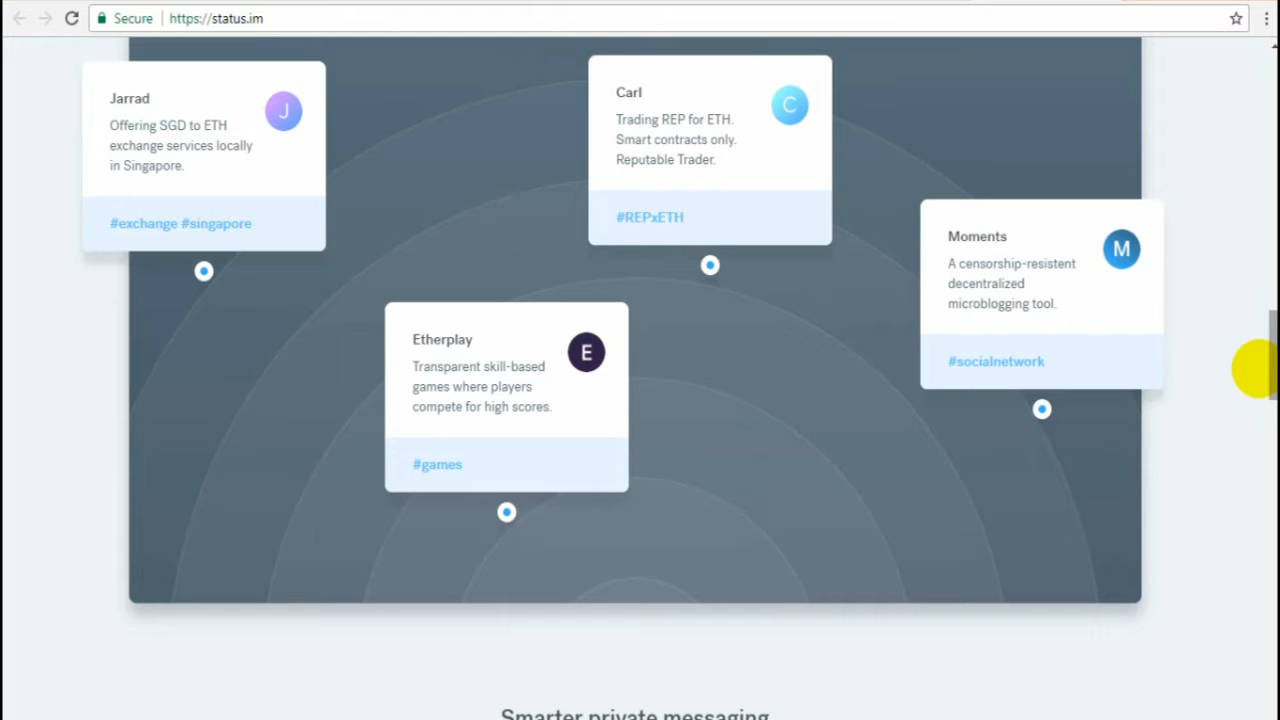 Secure https://status.im
Jarrad
J
Offering SGD to ETH
exchange services locally
in Singapore.
#exchange #singapore
Carl
C
Trading REP for ETH.
Smart contracts only.
Reputable Trader.
#REPxETH
Moments
M
A censorship-resistent
decentralized
microblogging tool.
#socialnetwork
Etherplay
E
Transparent skill-based
games where players
compete for high scores.
#games
Smarter private messaging